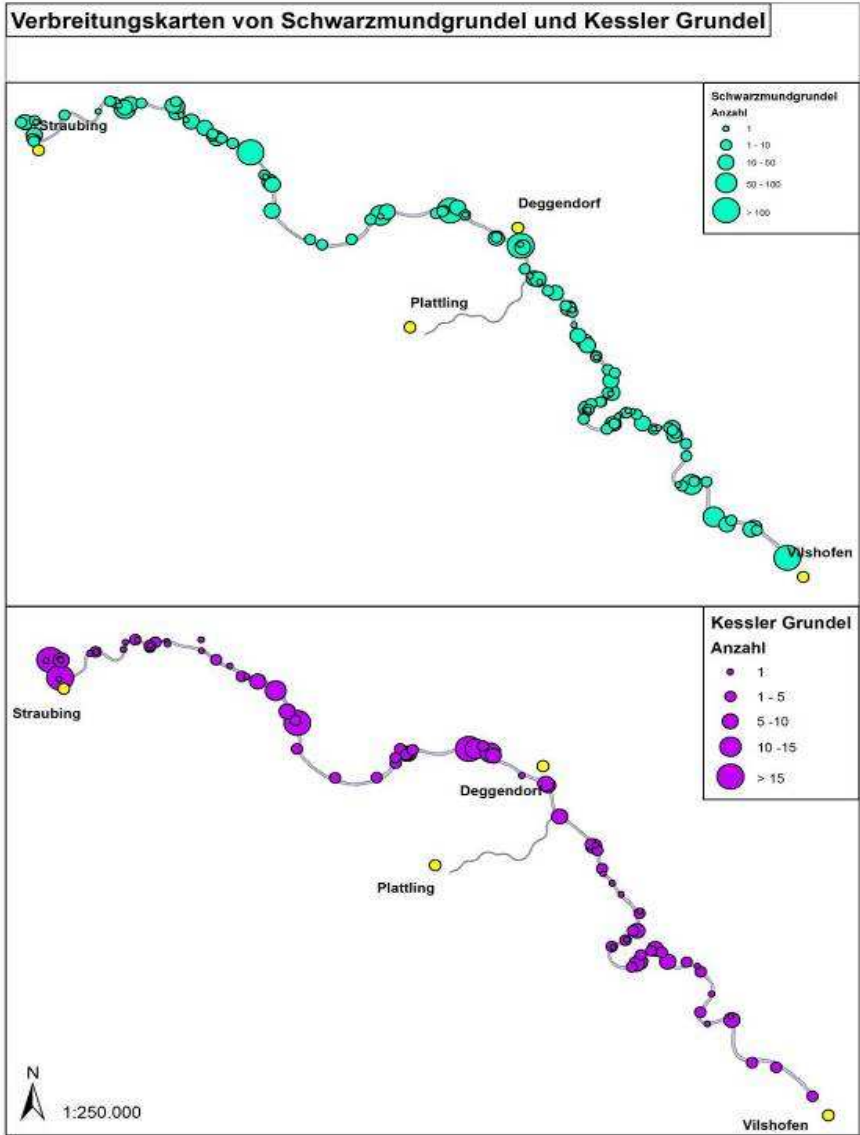 Verbreitungskarten von Schwarzmundgrundel und Kessler Grundel
Schwarzmundgrundel
Anzahl
1
1 - 10
10 - 50
50 - 100
> 100
Straubing
Deggendorf
Plattling
Vilshofen
Kessler Grundel
Anzahl
1
1 - 5
5 - 10
10 -15
> 15
Straubing
Deggendorf
Plattling
Vilshofen
N
1:250.000